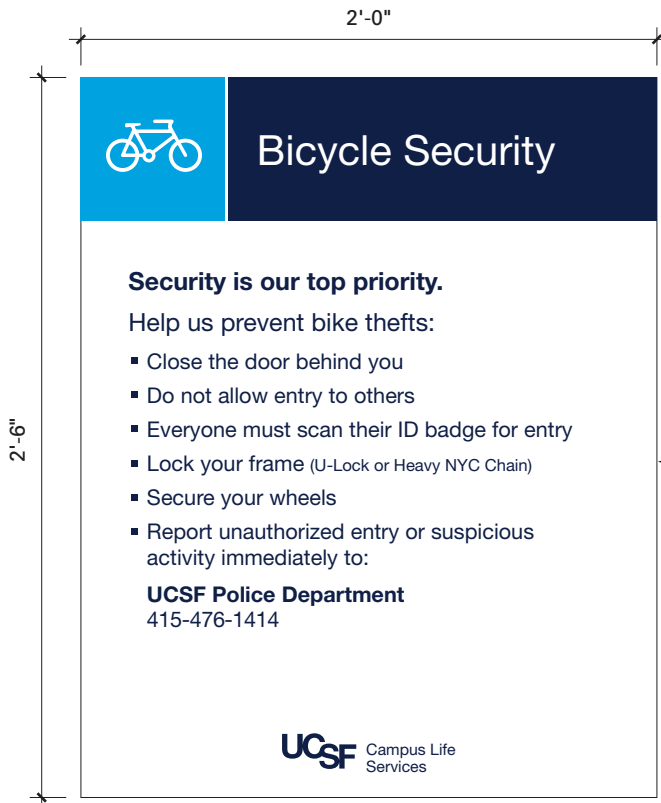 2'-0"
Bicycle Security
2'-6"
Security is our top priority.
Help us prevent bike thefts:
▪ Close the door behind you
▪ Do not allow entry to others
▪ Everyone must scan their ID badge for entry
▪ Lock your frame (U-Lock or Heavy NYC Chain)
▪ Secure your wheels
▪ Report unauthorized entry or suspicious
activity immediately to:
UCSF Police Department
415-476-1414
UCSF Campus Life
Services